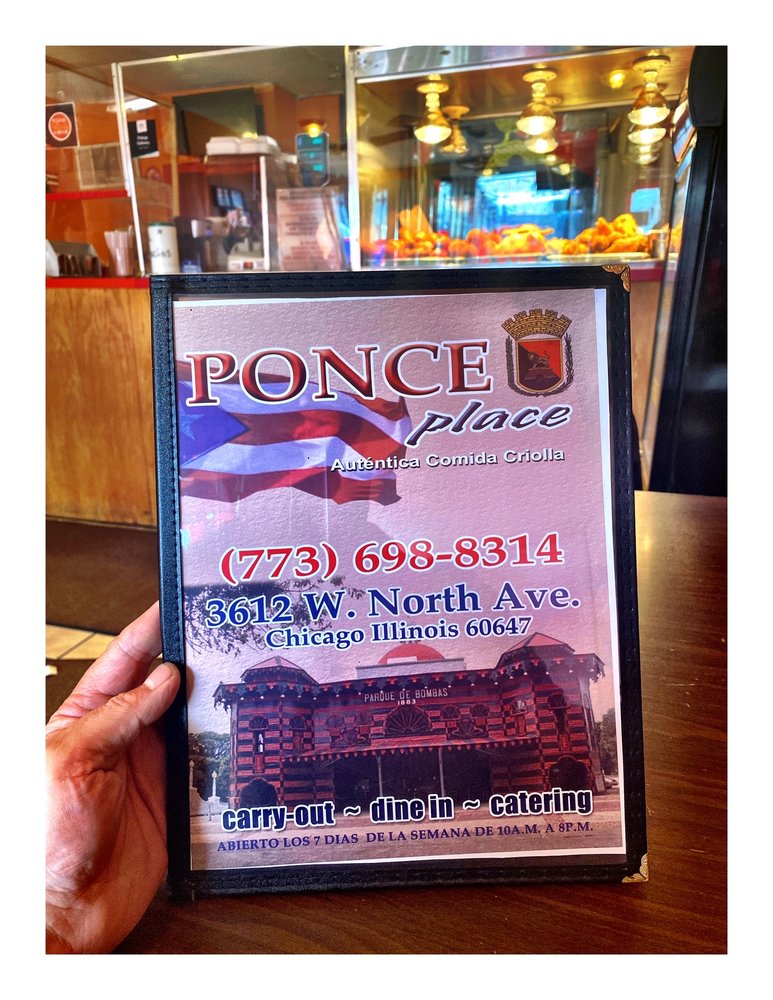 PONCE
place
Auténtica Comida Criolla
(773) 698-8314
3612 W. North Ave.
Chicago Illinois 60647
PARQUE DE BOMBAS
1883
carry-out ~ dine in ~ catering
ABIERTO LOS 7 DIAS DE LA SEMANA DE 10A.M. A 8P.M.